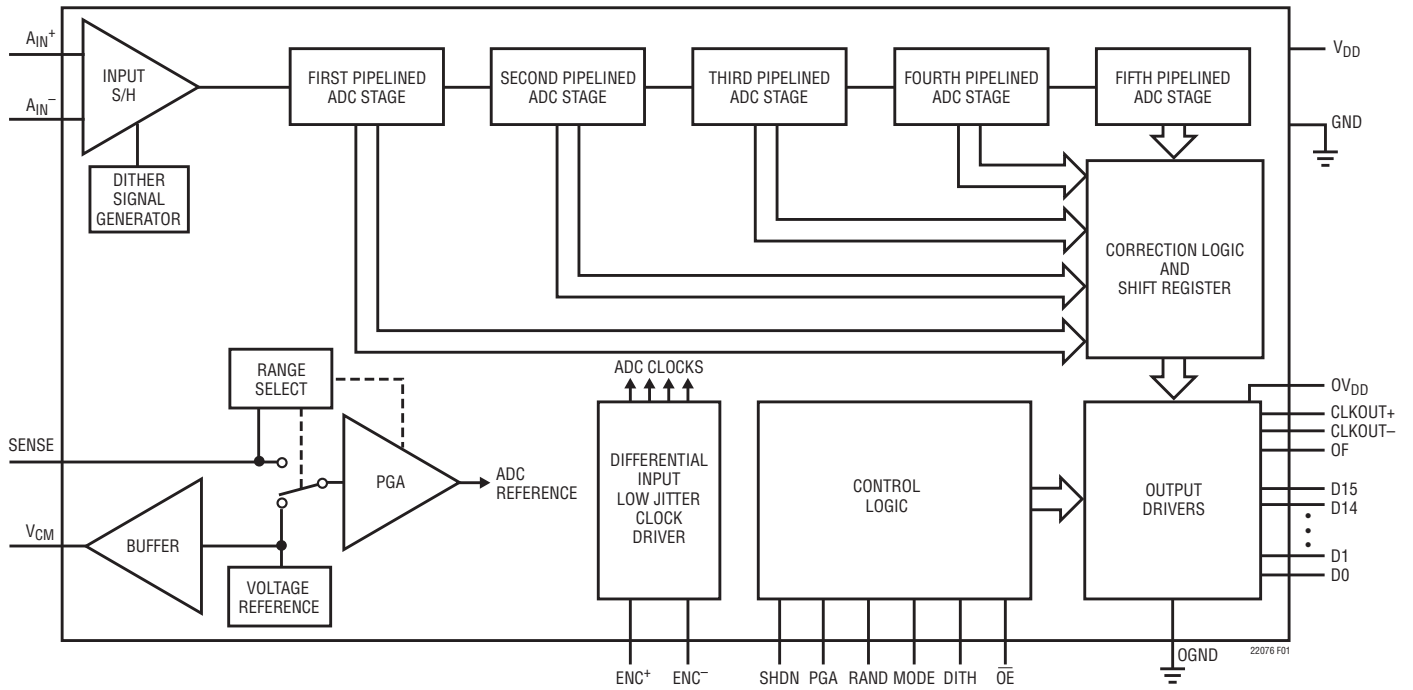 AIN+
AIN–
INPUT
S/H
DITHER
SIGNAL
GENERATOR
FIRST PIPELINED
ADC STAGE
SECOND PIPELINED
ADC STAGE
THIRD PIPELINED
ADC STAGE
FOURTH PIPELINED
ADC STAGE
FIFTH PIPELINED
ADC STAGE
VDD
GND
CORRECTION LOGIC
AND
SHIFT REGISTER
RANGE
SELECT
SENSE
PGA
ADC
REFERENCE
VCM
BUFFER
VOLTAGE
REFERENCE
ADC CLOCKS
DIFFERENTIAL
INPUT
LOW JITTER
CLOCK
DRIVER
ENC+
ENC–
CONTROL
LOGIC
SHDN
PGA
RAND
MODE
DITH
O̅E̅
OUTPUT
DRIVERS
OVDD
CLKOUT+
CLKOUT–
OF
D15
D14
D1
D0
OGND
22076 F01